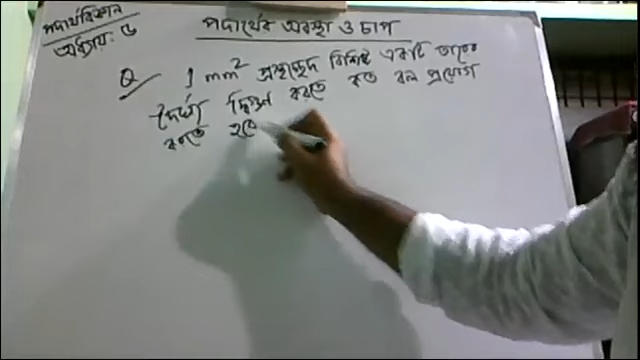 পদার্থবিজ্ঞান
অধ্যায়: ৬
পদার্থের অবস্থা ও চাপ
Q 1 mm² প্রস্থচ্ছেদ বিশিষ্ট একটি তারের
দৈর্ঘ্য দ্বিগুণ করতে কত বল প্রয়োগ
করতে হবে